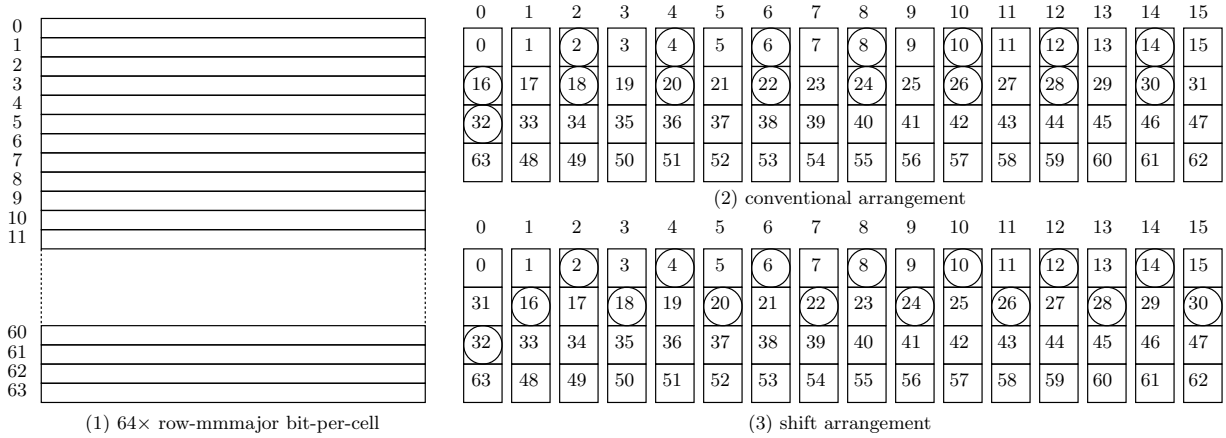 0
1
2
3
4
5
6
7
8
9
10
11
60
61
62
63
(1) 64× row-mmmajor bit-per-cell
0 1 2 3 4 5 6 7 8 9 10 11 12 13 14 15
0 1 2 3 4 5 6 7 8 9 10 11 12 13 14 15
16 17 18 19 20 21 22 23 24 25 26 27 28 29 30 31
32 33 34 35 36 37 38 39 40 41 42 43 44 45 46 47
63 48 49 50 51 52 53 54 55 56 57 58 59 60 61 62
(2) conventional arrangement
0 1 2 3 4 5 6 7 8 9 10 11 12 13 14 15
0 1 2 3 4 5 6 7 8 9 10 11 12 13 14 15
31 16 17 18 19 20 21 22 23 24 25 26 27 28 29 30
32 33 34 35 36 37 38 39 40 41 42 43 44 45 46 47
63 48 49 50 51 52 53 54 55 56 57 58 59 60 61 62
(3) shift arrangement